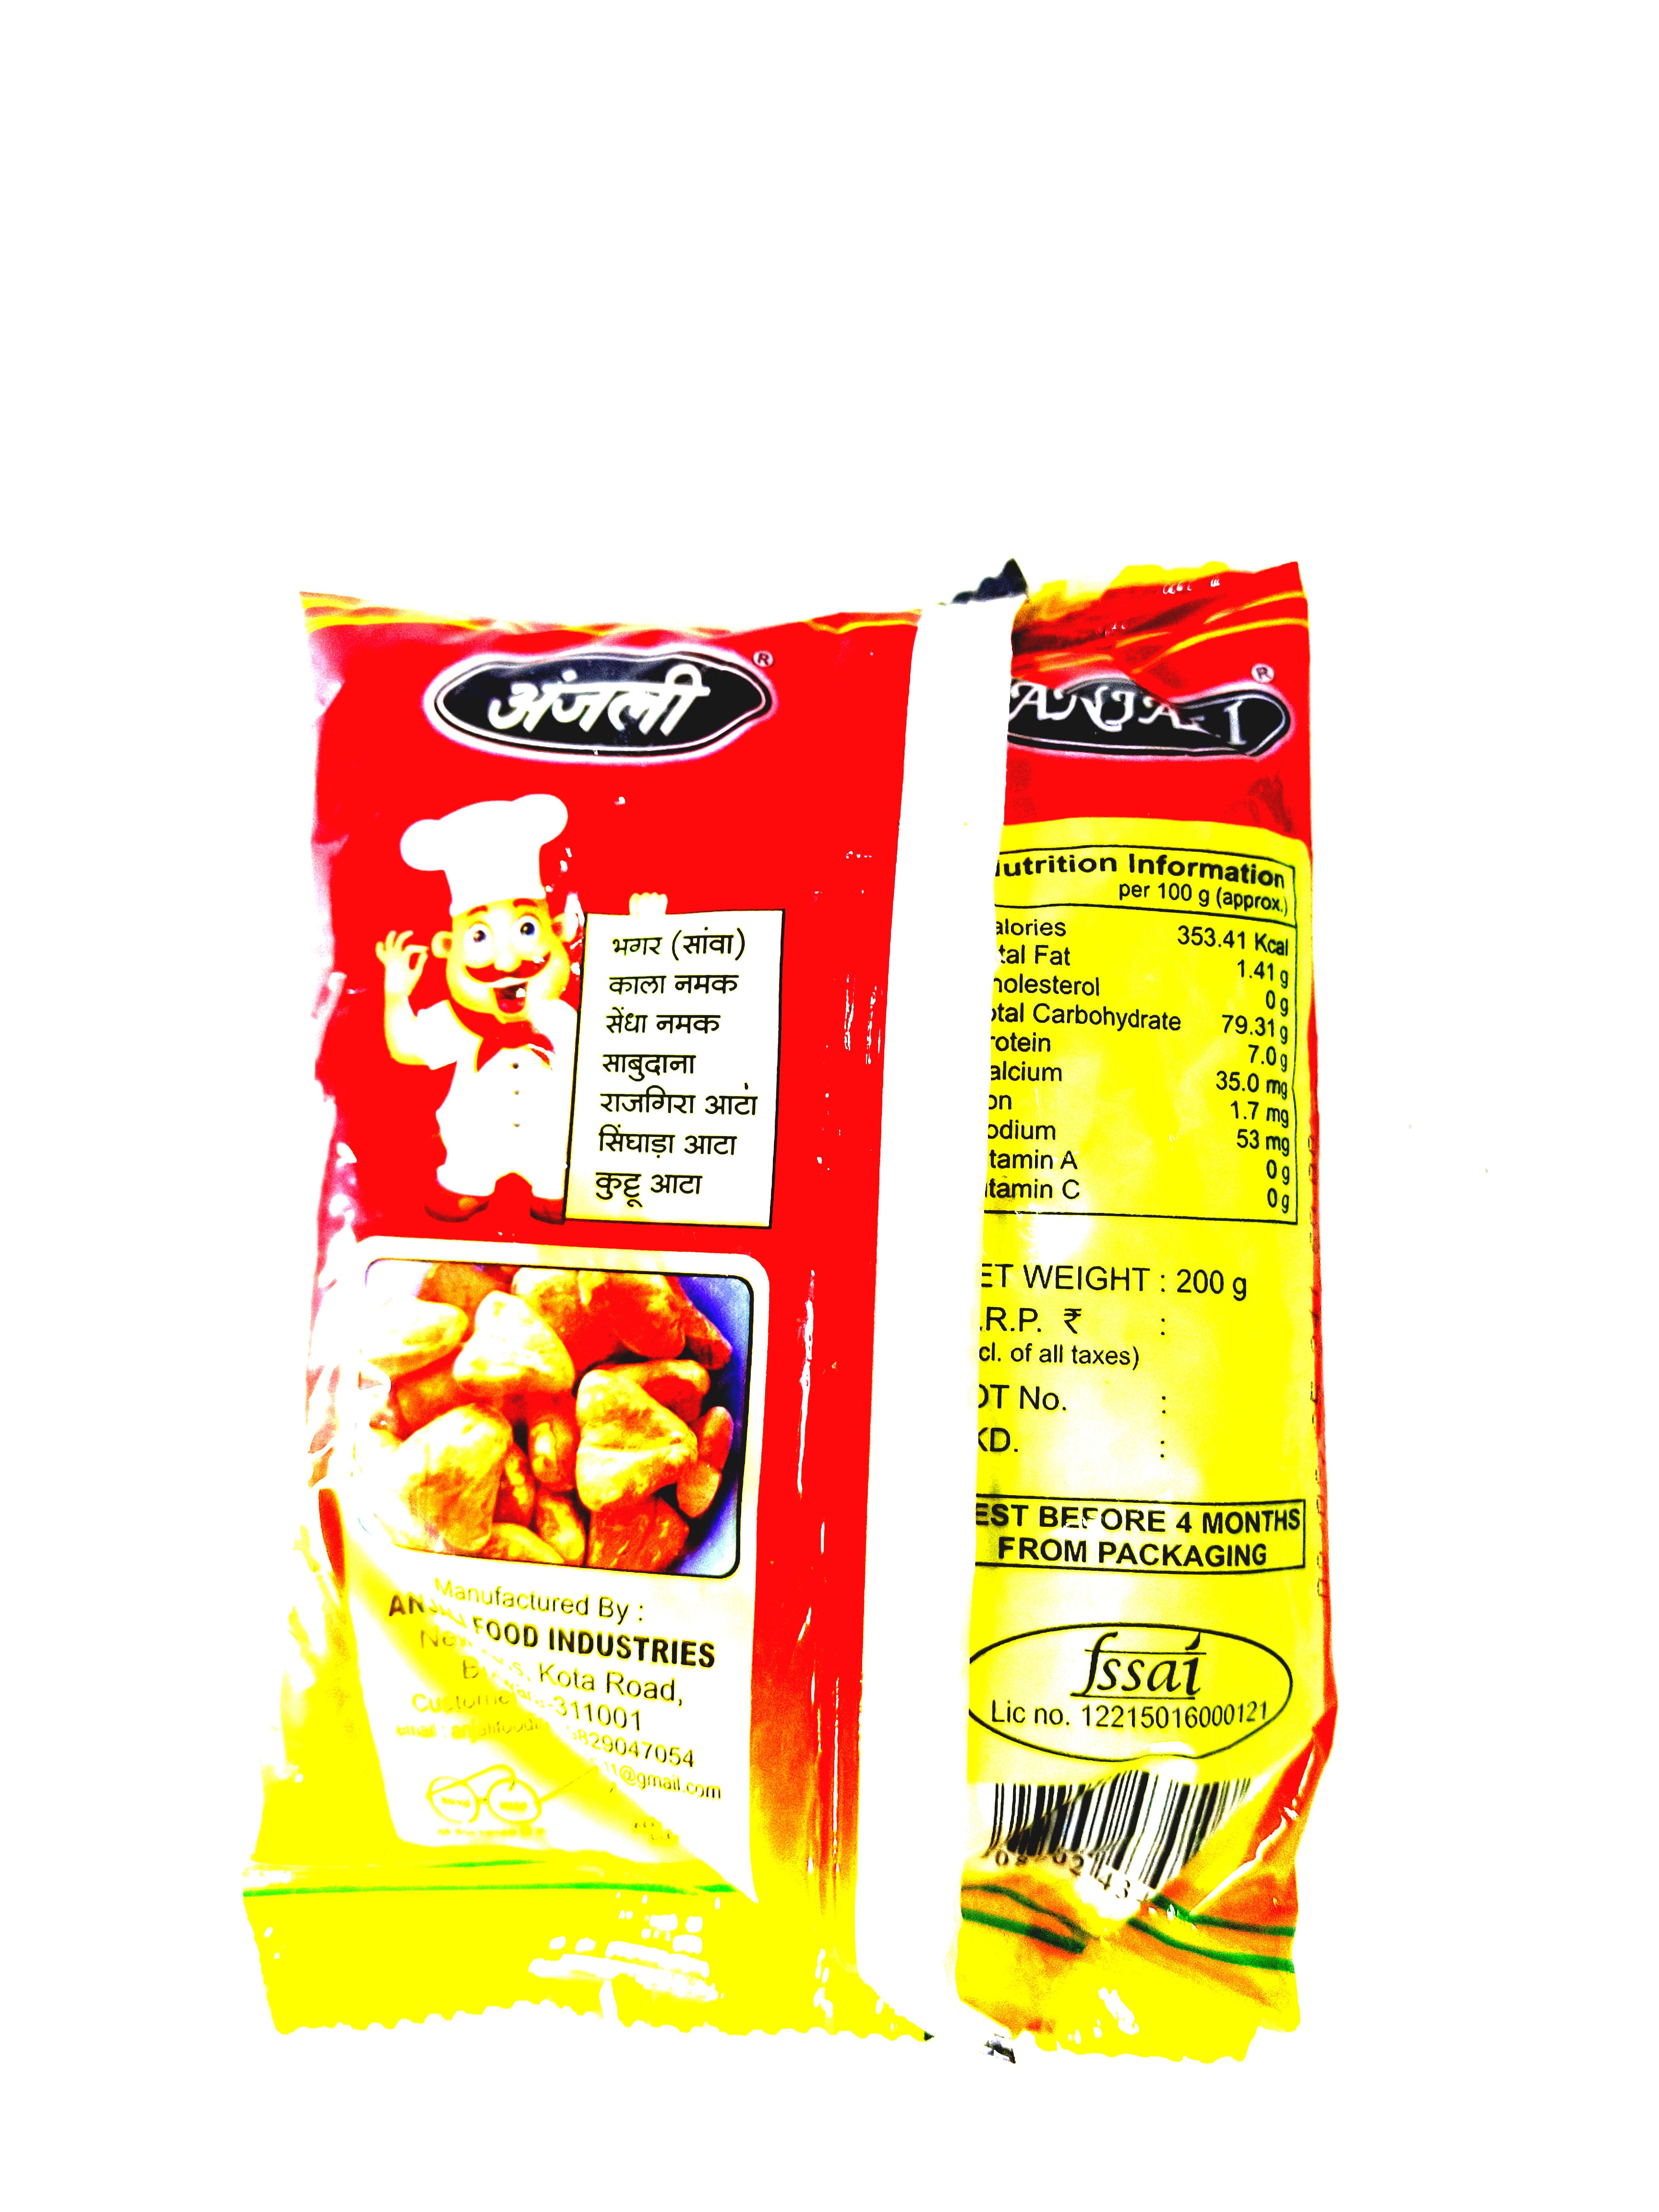 अंजली ®
भगर (सांवा)
काला नमक
सेंधा नमक
साबुदाना
राजगिरा आटा
सिंघाड़ा आटा
कुट्टू आटा
Manufactured By :
FOOD INDUSTRIES
Kota Road,
-311001
9829047054
@gmail.com
®
utrition Information
per 100 g (approx.)
alories 353.41 Kcal
tal Fat 1.41 g
holesterol 0 g
otal Carbohydrate 79.31 g
rotein 7.0 g
alcium 35.0 mg
on 1.7 mg
odium 53 mg
tamin A 0 g
itamin C 0 g
ET WEIGHT : 200 g
.R.P. ₹ :
cl. of all taxes)
OT No. :
KD. :
EST BEFORE 4 MONTHS
FROM PACKAGING
fssai
Lic no. 12215016000121